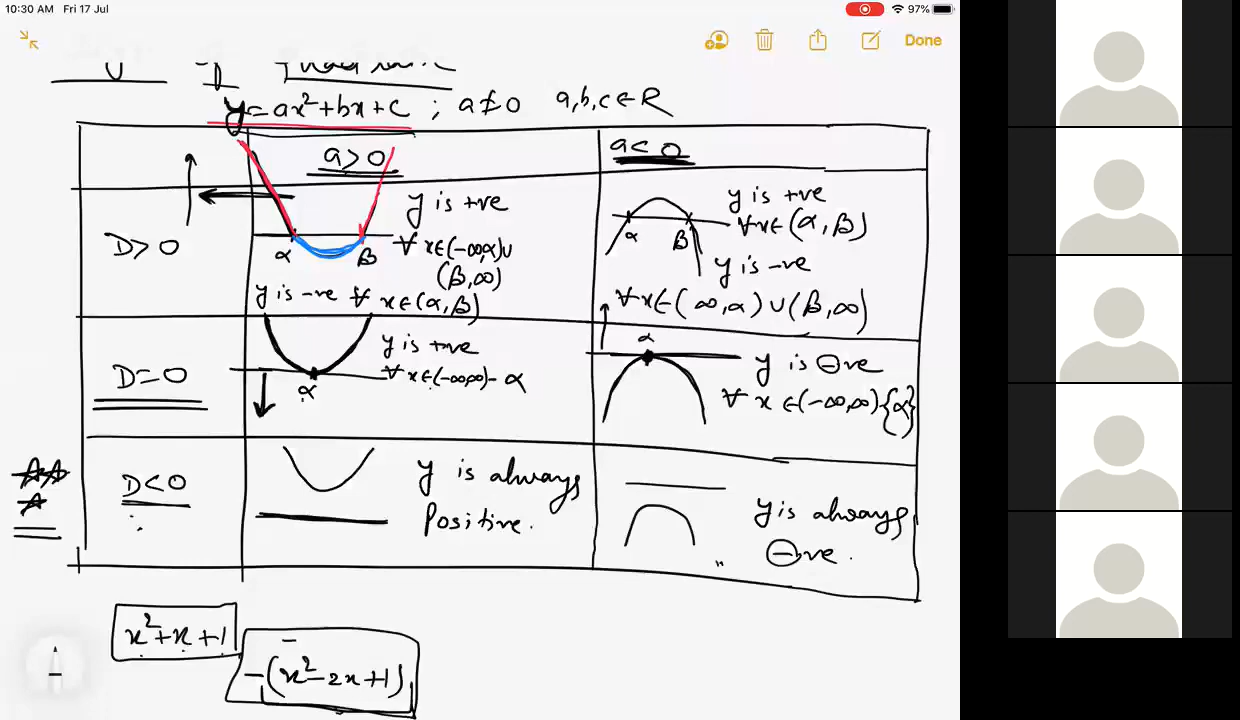 10:30 AM Fri 17 Jul
97%
Done
y = ax² + bx + c ; a ≠ 0 a, b, c ∈ R
a > 0
a < 0
D > 0
α β
y is +ve
∀ x∈(-∞,α)∪
(β,∞)
y is -ve ∀ x∈(α,β)
α β
y is +ve
∀x∈(α,β)
y is -ve
∀x∈(∞,α)∪(β,∞)
D = 0
α
y is +ve
∀ x∈(-∞,∞)- α
α
y is ⊖ve
∀ x ∈(-∞,∞){α}
D < 0
y is always
Positive.
y is always
⊖ve.
x² + x + 1
-(x² - 2x + 1)